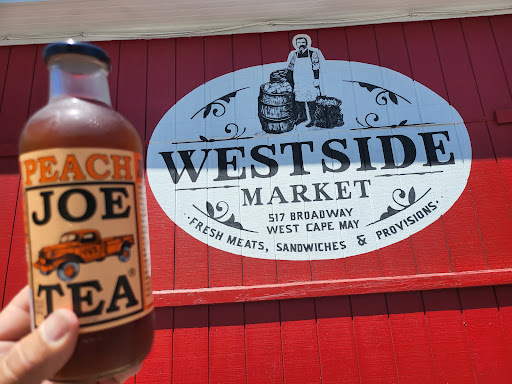 PEACH
JOE
TEA
®
WESTSIDE
MARKET
517 BROADWAY
WEST CAPE MAY
FRESH MEATS, SANDWICHES & PROVISIONS